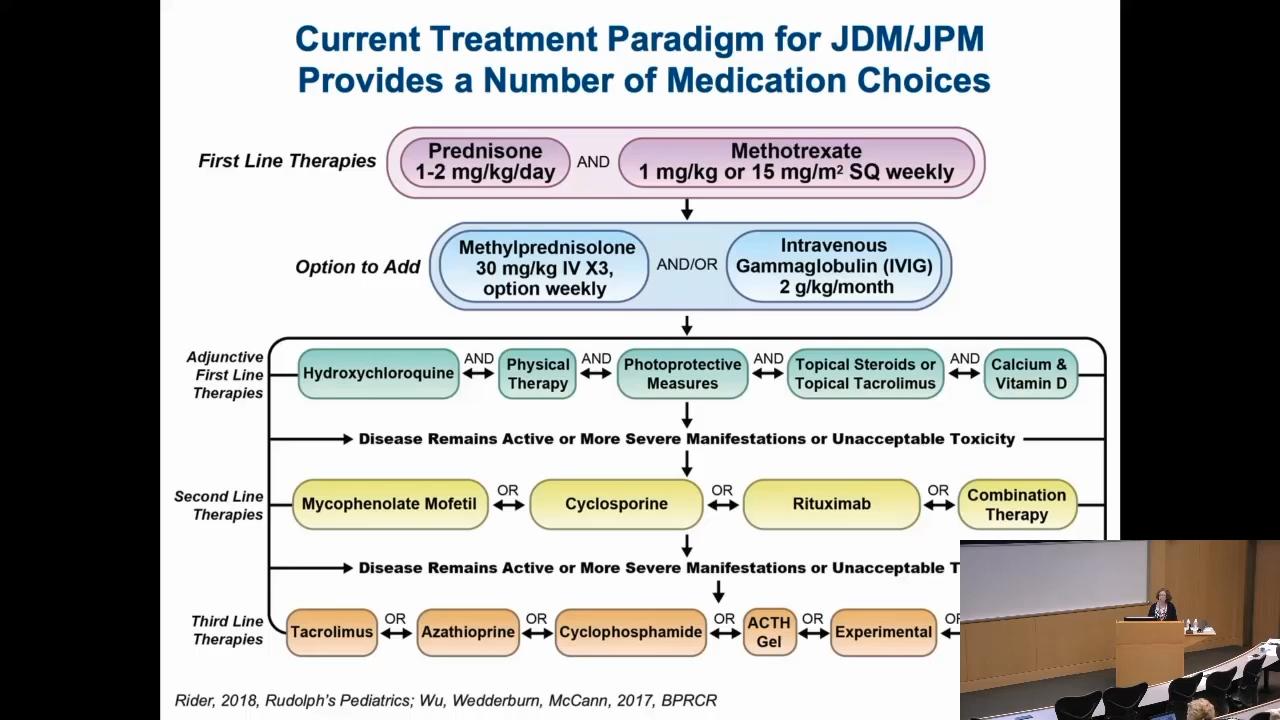 Current Treatment Paradigm for JDM/JPM
Provides a Number of Medication Choices
First Line Therapies
Prednisone
1-2 mg/kg/day
AND
Methotrexate
1 mg/kg or 15 mg/m² SQ weekly
Option to Add
Methylprednisolone
30 mg/kg IV X3,
option weekly
AND/OR
Intravenous
Gammaglobulin (IVIG)
2 g/kg/month
Adjunctive
First Line
Therapies
Hydroxychloroquine
AND
Physical
Therapy
AND
Photoprotective
Measures
AND
Topical Steroids or
Topical Tacrolimus
AND
Calcium &
Vitamin D
Disease Remains Active or More Severe Manifestations or Unacceptable Toxicity
Second Line
Therapies
Mycophenolate Mofetil
OR
Cyclosporine
OR
Rituximab
OR
Combination
Therapy
Disease Remains Active or More Severe Manifestations or Unacceptable
Third Line
Therapies
Tacrolimus
OR
Azathioprine
OR
Cyclophosphamide
OR
ACTH
Gel
OR
Experimental
Rider, 2018, Rudolph's Pediatrics; Wu, Wedderburn, McCann, 2017, BPRCR